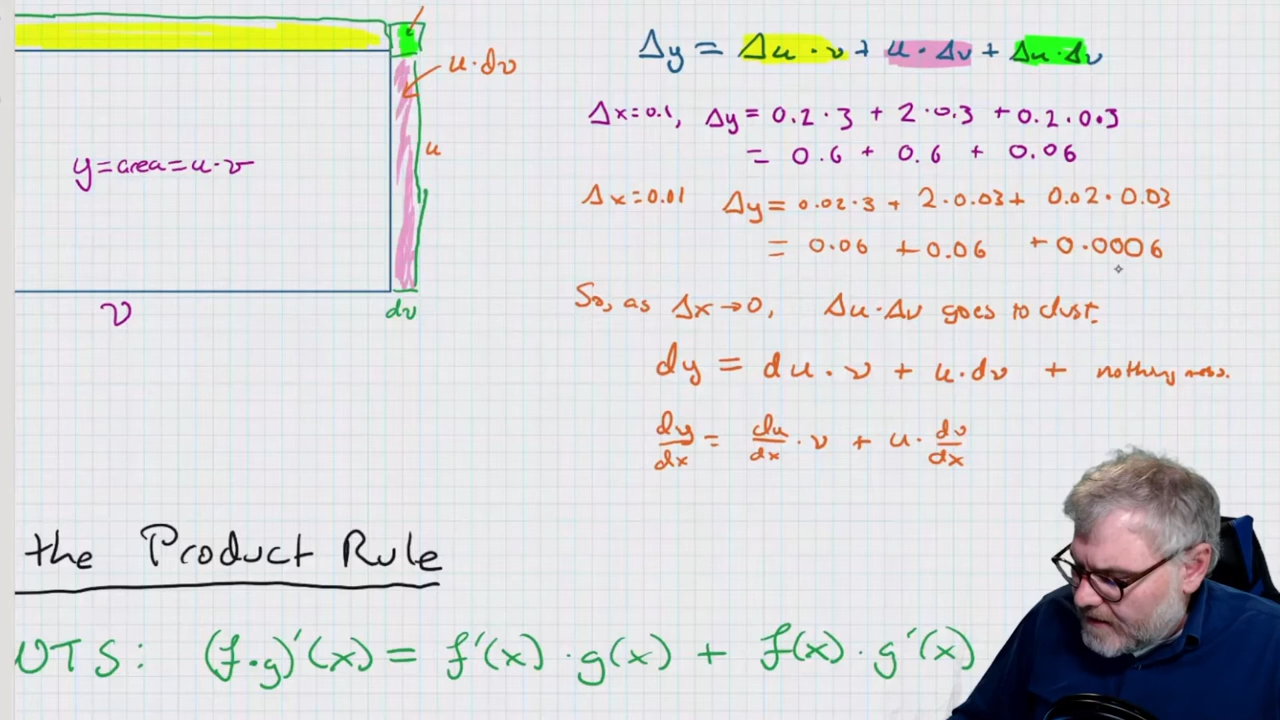 Δy = Δu · v + u · Δv + Δu · Δv
u · dv
Δx=0.1, Δy = 0.2 · 3 + 2 · 0.3 + 0.2 · 0.3
= 0.6 + 0.6 + 0.06
u
y = area = u · v
Δx=0.01 Δy = 0.02 · 3 + 2 · 0.03 + 0.02 · 0.03
= 0.06 + 0.06 + 0.0006
v
dv
So, as Δx → 0, Δu · Δv goes to dust.
dy = du · v + u · dv + nothingness.
dy/dx = du/dx · v + u · dv/dx
the Product Rule
WTS: (f·g)'(x) = f'(x) · g(x) + f(x) · g'(x)